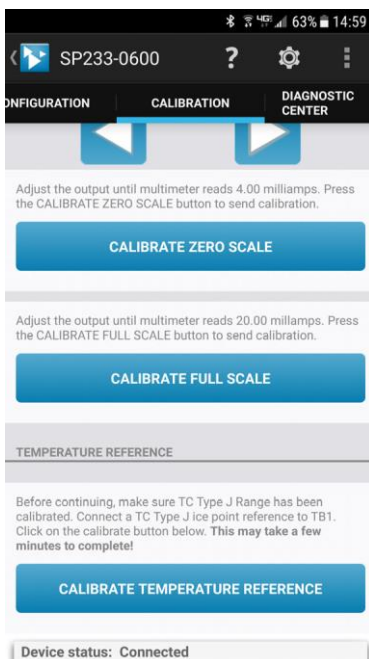 4G 63% 14:59
SP233-0600 ?
ONFIGURATION CALIBRATION DIAGNOSTIC
CENTER
Adjust the output until multimeter reads 4.00 milliamps. Press
the CALIBRATE ZERO SCALE button to send calibration.
CALIBRATE ZERO SCALE
Adjust the output until multimeter reads 20.00 millamps. Press
the CALIBRATE FULL SCALE button to send calibration.
CALIBRATE FULL SCALE
TEMPERATURE REFERENCE
Before continuing, make sure TC Type J Range has been
calibrated. Connect a TC Type J ice point reference to TB1.
Click on the calibrate button below. This may take a few
minutes to complete!
CALIBRATE TEMPERATURE REFERENCE
Device status: Connected